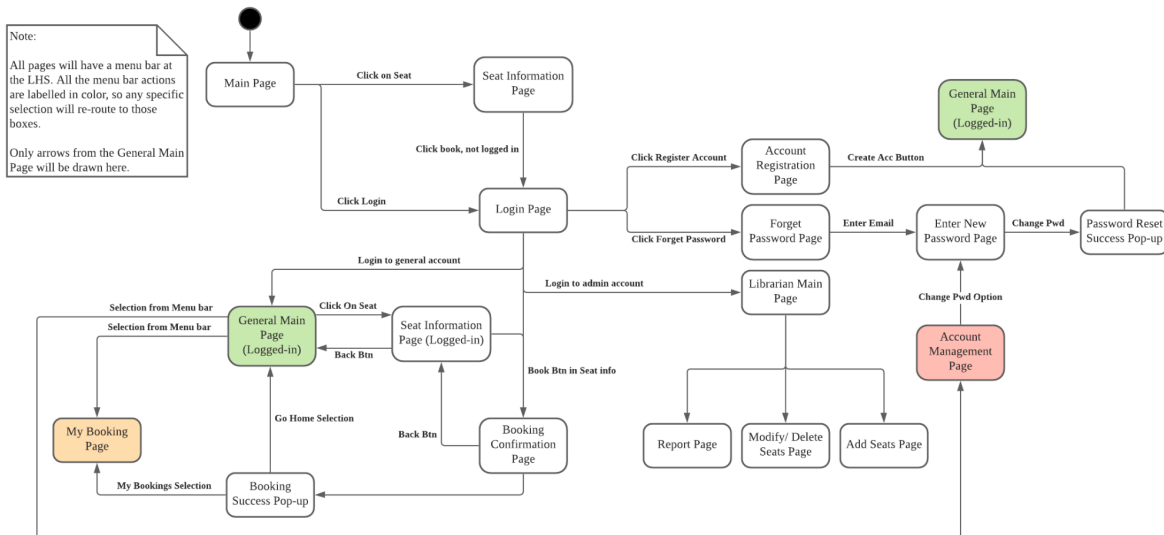 Note:
All pages will have a menu bar at
the LHS. All the menu bar actions
are labelled in color, so any specific
selection will re-route to those
boxes.
Only arrows from the General Main
Page will be drawn here.
Main Page
Click on Seat
Seat Information
Page
Click book, not logged in
Click Login
Login Page
Click Register Account
Account
Registration
Page
Create Acc Button
General Main
Page
(Logged-in)
Click Forget Password
Forget
Password Page
Enter Email
Enter New
Password Page
Change Pwd
Password Reset
Success Pop-up
Login to general account
Login to admin account
Librarian Main
Page
Change Pwd Option
Account
Management
Page
Selection from Menu bar
Selection from Menu bar
General Main
Page
(Logged-in)
Click On Seat
Seat Information
Page (Logged-in)
Back Btn
Book Btn in Seat info
Go Home Selection
Back Btn
Booking
Confirmation
Page
My Booking
Page
My Bookings Selection
Booking
Success Pop-up
Report Page
Modify/ Delete
Seats Page
Add Seats Page